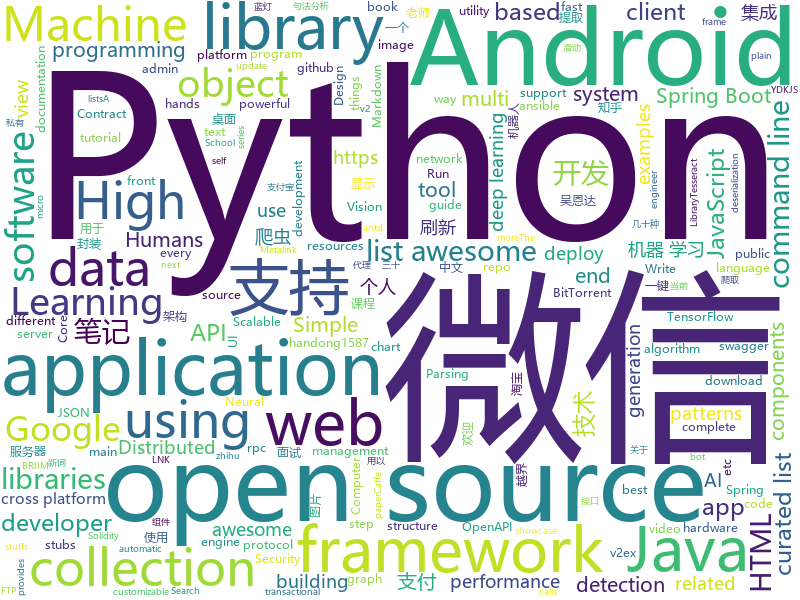 Machine
library
Android
programming
based
client
集成
蓝灯
句法分析
老师
提取
一个
book
utility
fast
frame
滑动
plain
YDKJS
admin
platform
program
github
image
update
Design
object
hands
powerful
things
Markdown
v2
multi
system
Spring Boot
知乎
机器人
documentation
view
listsA
Contract
tutorial
桌面
text
School
series
way
ansible
support
私有
software
High
https
tool
network
Run
guide
deep learning
examples
开发
吴恩达
几十种
engineer
LibraryTesseract
deserialization
JavaScript
command line
micro
front
use
development
支付宝
显示
Vision
antd
用于
封装
Humans
爬虫
resources
Metalink
刷新
list awesome
deploy
机器 学习
public
next
every
moreThe
repo
代理
三十
end
Write
一键
当前
language
data
支持
个人
中文
BitTorrent
爬取
Learning
source
课程
Python
微信
different
Core
架构
Simple
TensorFlow
server
笔记
API
ui
Scalable
handong1587
chart
algorithm
swagger
components
application
JSON
Neural
Parsing
generation
download
using
web
淘宝
技术
patterns
Google
Distributed
rpc
management
面试
complete
服务器
main
越界
欢迎
关于
bot
libraries
BRIIM
新词
LNK
zhihu
用以
etc
AI
Spring
cross platform
图片
Computer
paperCaffe
open source
best
code
developer
awesome
step
app
video
hardware
structure
OpenAPI
接口
showcase
HTML
curated list
stubs
使用
组件
engine
Solidity
protocol
Security
automatic
framework
Java
stuffs
FTP
provides
collection
building
graph
支付
performance
detection
related
customizable
Search
transactional
calls
self